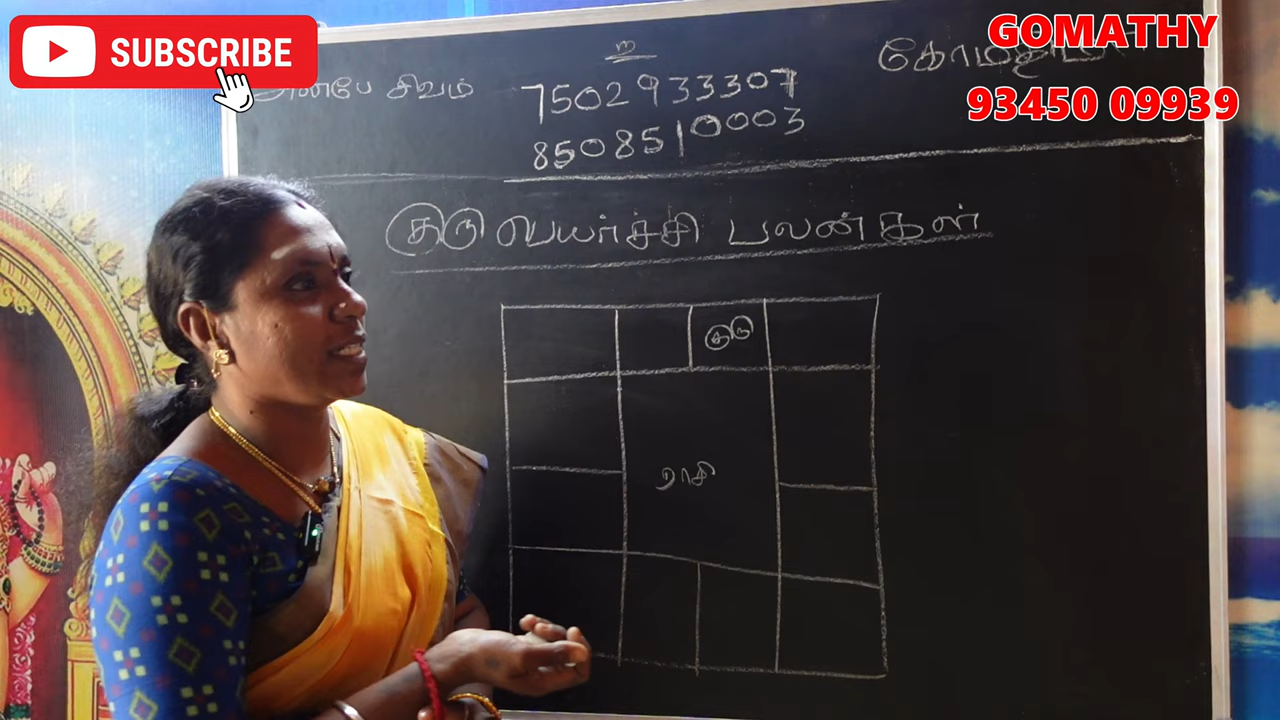 SUBSCRIBE
GOMATHY
93450 09939
அன்பே சிவம்
7502933307
8508510003
குரு பெயர்ச்சி பலன்கள்
குரு
ராசி